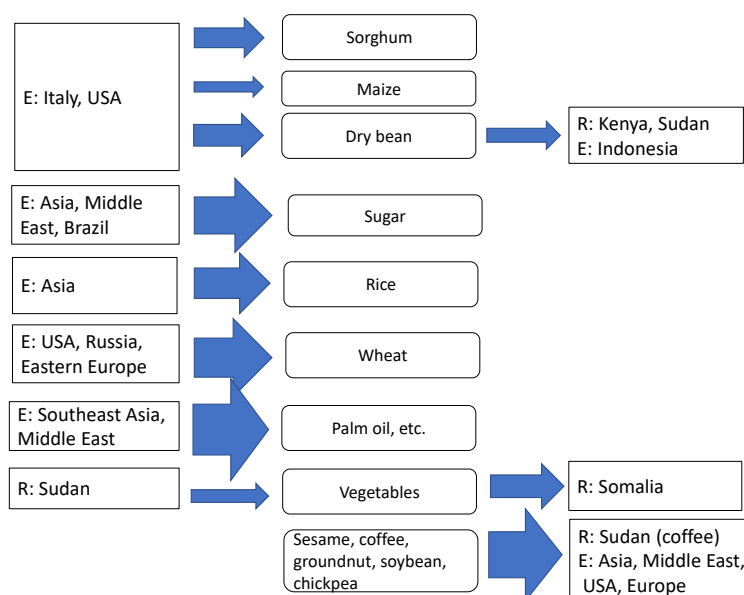 Sorghum
E: Italy, USA
Maize
Dry bean
R: Kenya, Sudan
E: Indonesia
E: Asia, Middle
East, Brazil
Sugar
E: Asia
Rice
E: USA, Russia,
Eastern Europe
Wheat
E: Southeast Asia,
Middle East
Palm oil, etc.
R: Sudan
Vegetables
R: Somalia
Sesame, coffee,
groundnut, soybean,
chickpea
R: Sudan (coffee)
E: Asia, Middle East,
USA, Europe